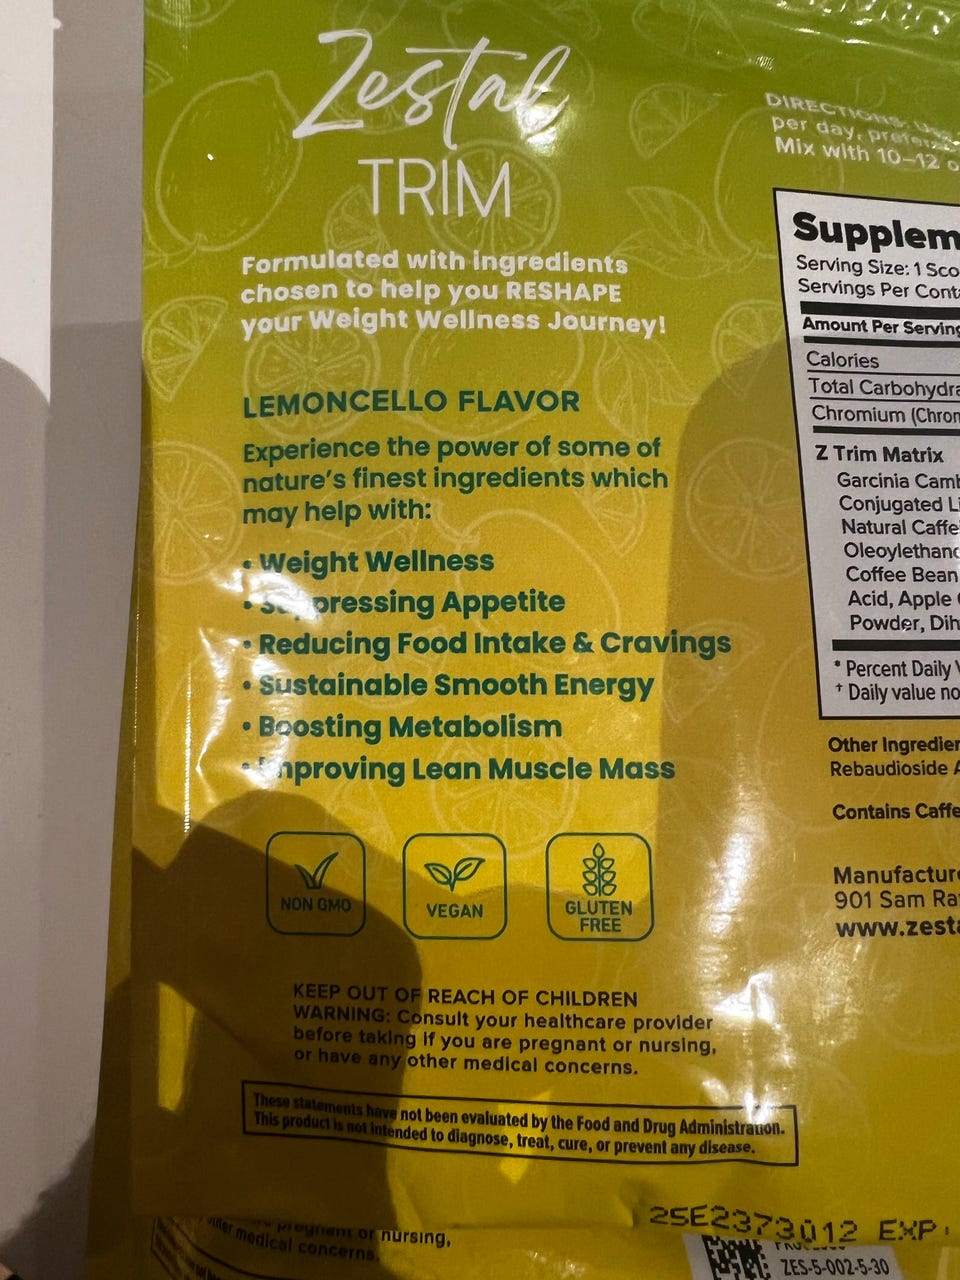 Zestal
TRIM
Formulated with ingredients
chosen to help you RESHAPE
your Weight Wellness Journey!
LEMONCELLO FLAVOR
Experience the power of some of
nature's finest ingredients which
may help with:
• Weight Wellness
• Suppressing Appetite
• Reducing Food Intake & Cravings
• Sustainable Smooth Energy
• Boosting Metabolism
• Improving Lean Muscle Mass
NON GMO
VEGAN
GLUTEN
FREE
KEEP OUT OF REACH OF CHILDREN
WARNING: Consult your healthcare provider
before taking if you are pregnant or nursing,
or have any other medical concerns.
These statements have not been evaluated by the Food and Drug Administration.
This product is not intended to diagnose, treat, cure, or prevent any disease.
DIRECTIONS:
per day,
Mix with 10–12
Supplem
Serving Size: 1 Sco
Servings Per Conta
Amount Per Serving
Calories
Total Carbohydra
Chromium (Chrom
Z Trim Matrix
Garcinia Camb
Conjugated Li
Natural Caffe
Oleoylethano
Coffee Bean
Acid, Apple
Powder, Dih
* Percent Daily
† Daily value no
Other Ingredien
Rebaudioside A
Contains Caffe
Manufacture
901 Sam Ra
www.zesta
25E2373012 EXP
pregnant or nursing,
other medical concerns.
ZES-5-002-5-30